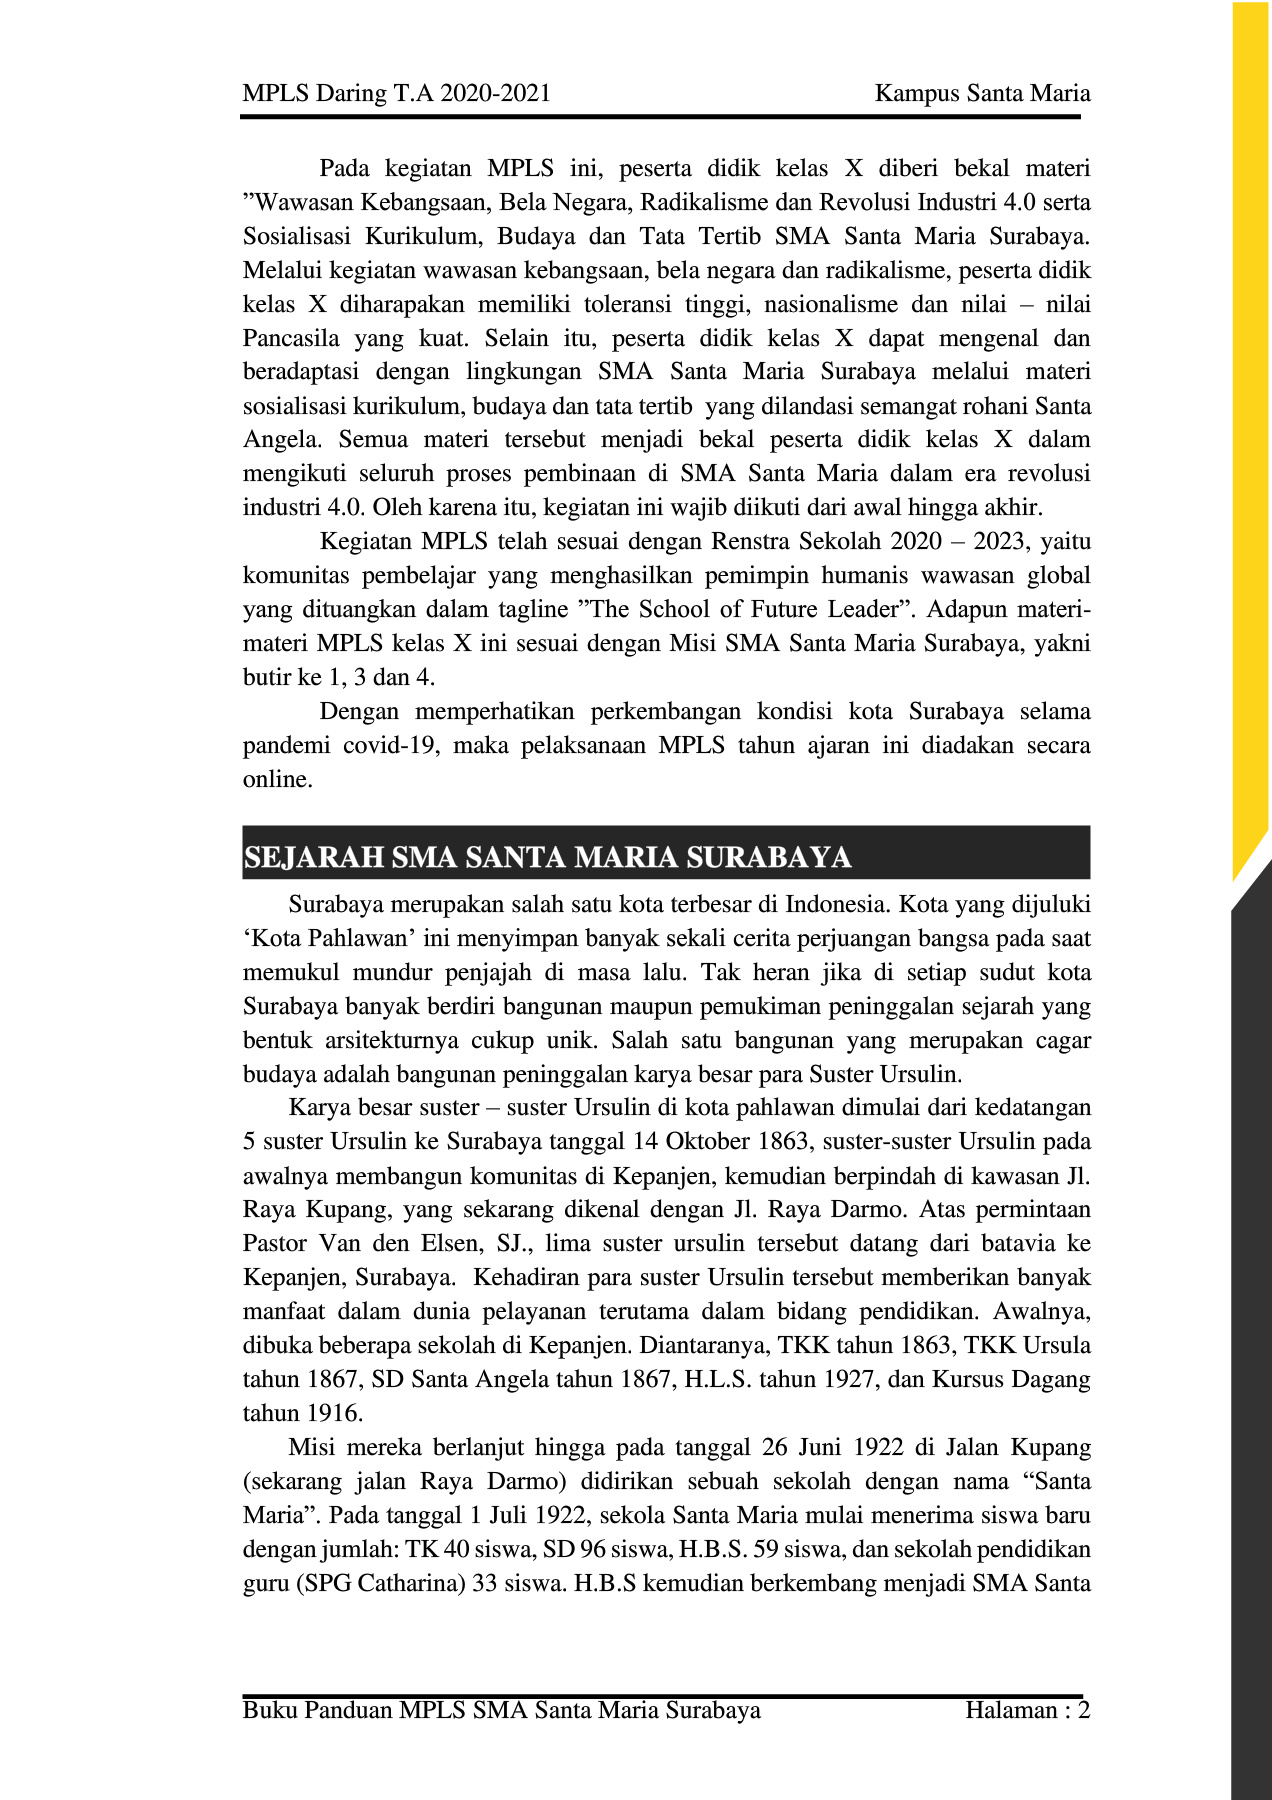 MPLS Daring T.A 2020-2021 Kampus Santa Maria
Pada kegiatan MPLS ini, peserta didik kelas X diberi bekal materi
”Wawasan Kebangsaan, Bela Negara, Radikalisme dan Revolusi Industri 4.0 serta
Sosialisasi Kurikulum, Budaya dan Tata Tertib SMA Santa Maria Surabaya.
Melalui kegiatan wawasan kebangsaan, bela negara dan radikalisme, peserta didik
kelas X diharapakan memiliki toleransi tinggi, nasionalisme dan nilai – nilai
Pancasila yang kuat. Selain itu, peserta didik kelas X dapat mengenal dan
beradaptasi dengan lingkungan SMA Santa Maria Surabaya melalui materi
sosialisasi kurikulum, budaya dan tata tertib  yang dilandasi semangat rohani Santa
Angela. Semua materi tersebut menjadi bekal peserta didik kelas X dalam
mengikuti seluruh proses pembinaan di SMA Santa Maria dalam era revolusi
industri 4.0. Oleh karena itu, kegiatan ini wajib diikuti dari awal hingga akhir.
Kegiatan MPLS telah sesuai dengan Renstra Sekolah 2020 – 2023, yaitu
komunitas pembelajar yang menghasilkan pemimpin humanis wawasan global
yang dituangkan dalam tagline ”The School of Future Leader”. Adapun materi-
materi MPLS kelas X ini sesuai dengan Misi SMA Santa Maria Surabaya, yakni
butir ke 1, 3 dan 4.
Dengan memperhatikan perkembangan kondisi kota Surabaya selama
pandemi covid-19, maka pelaksanaan MPLS tahun ajaran ini diadakan secara
online.
SEJARAH SMA SANTA MARIA SURABAYA
Surabaya merupakan salah satu kota terbesar di Indonesia. Kota yang dijuluki
‘Kota Pahlawan’ ini menyimpan banyak sekali cerita perjuangan bangsa pada saat
memukul mundur penjajah di masa lalu. Tak heran jika di setiap sudut kota
Surabaya banyak berdiri bangunan maupun pemukiman peninggalan sejarah yang
bentuk arsitekturnya cukup unik. Salah satu bangunan yang merupakan cagar
budaya adalah bangunan peninggalan karya besar para Suster Ursulin.
Karya besar suster – suster Ursulin di kota pahlawan dimulai dari kedatangan
5 suster Ursulin ke Surabaya tanggal 14 Oktober 1863, suster-suster Ursulin pada
awalnya membangun komunitas di Kepanjen, kemudian berpindah di kawasan Jl.
Raya Kupang, yang sekarang dikenal dengan Jl. Raya Darmo. Atas permintaan
Pastor Van den Elsen, SJ., lima suster ursulin tersebut datang dari batavia ke
Kepanjen, Surabaya.  Kehadiran para suster Ursulin tersebut memberikan banyak
manfaat dalam dunia pelayanan terutama dalam bidang pendidikan. Awalnya,
dibuka beberapa sekolah di Kepanjen. Diantaranya, TKK tahun 1863, TKK Ursula
tahun 1867, SD Santa Angela tahun 1867, H.L.S. tahun 1927, dan Kursus Dagang
tahun 1916.
Misi mereka berlanjut hingga pada tanggal 26 Juni 1922 di Jalan Kupang
(sekarang jalan Raya Darmo) didirikan sebuah sekolah dengan nama “Santa
Maria”. Pada tanggal 1 Juli 1922, sekola Santa Maria mulai menerima siswa baru
dengan jumlah: TK 40 siswa, SD 96 siswa, H.B.S. 59 siswa, dan sekolah pendidikan
guru (SPG Catharina) 33 siswa. H.B.S kemudian berkembang menjadi SMA Santa
Buku Panduan MPLS SMA Santa Maria Surabaya Halaman : 2